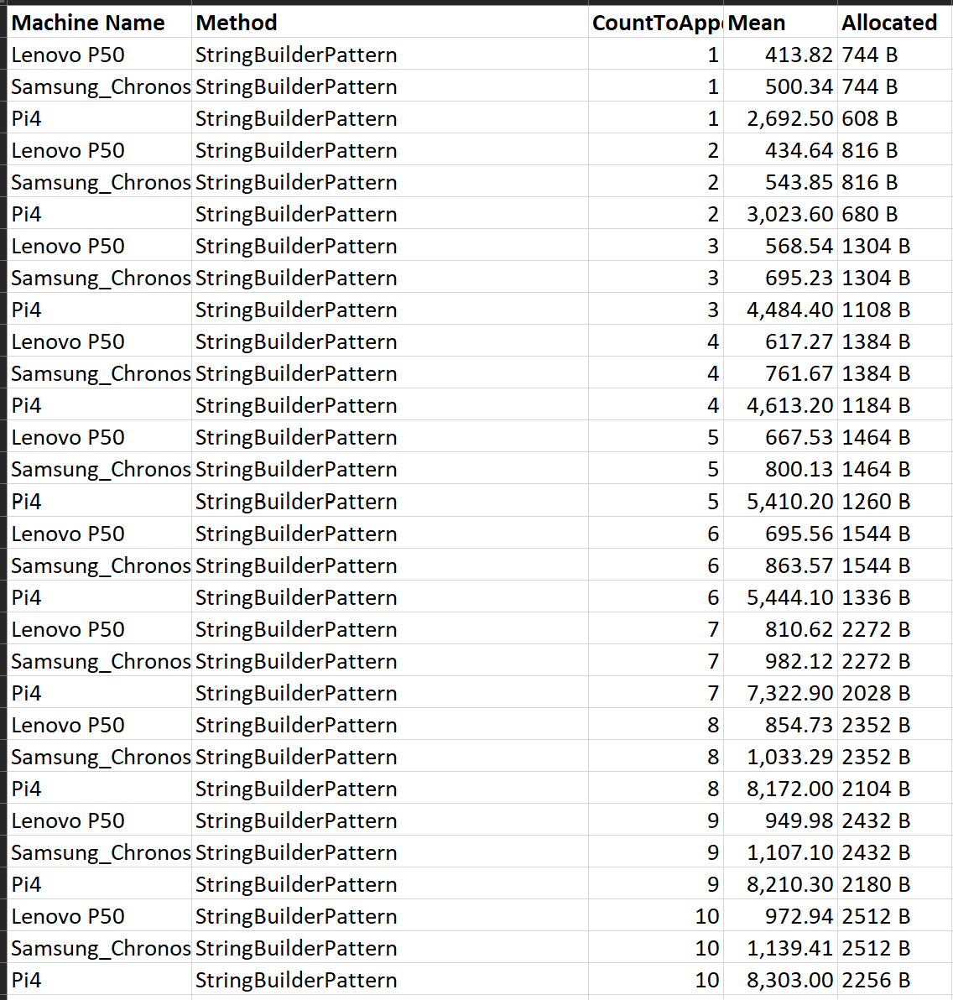 Machine Name Method CountToAppe Mean Allocated
Lenovo P50 StringBuilderPattern 1 413.82 744 B
Samsung_Chronos StringBuilderPattern 1 500.34 744 B
Pi4 StringBuilderPattern 1 2,692.50 608 B
Lenovo P50 StringBuilderPattern 2 434.64 816 B
Samsung_Chronos StringBuilderPattern 2 543.85 816 B
Pi4 StringBuilderPattern 2 3,023.60 680 B
Lenovo P50 StringBuilderPattern 3 568.54 1304 B
Samsung_Chronos StringBuilderPattern 3 695.23 1304 B
Pi4 StringBuilderPattern 3 4,484.40 1108 B
Lenovo P50 StringBuilderPattern 4 617.27 1384 B
Samsung_Chronos StringBuilderPattern 4 761.67 1384 B
Pi4 StringBuilderPattern 4 4,613.20 1184 B
Lenovo P50 StringBuilderPattern 5 667.53 1464 B
Samsung_Chronos StringBuilderPattern 5 800.13 1464 B
Pi4 StringBuilderPattern 5 5,410.20 1260 B
Lenovo P50 StringBuilderPattern 6 695.56 1544 B
Samsung_Chronos StringBuilderPattern 6 863.57 1544 B
Pi4 StringBuilderPattern 6 5,444.10 1336 B
Lenovo P50 StringBuilderPattern 7 810.62 2272 B
Samsung_Chronos StringBuilderPattern 7 982.12 2272 B
Pi4 StringBuilderPattern 7 7,322.90 2028 B
Lenovo P50 StringBuilderPattern 8 854.73 2352 B
Samsung_Chronos StringBuilderPattern 8 1,033.29 2352 B
Pi4 StringBuilderPattern 8 8,172.00 2104 B
Lenovo P50 StringBuilderPattern 9 949.98 2432 B
Samsung_Chronos StringBuilderPattern 9 1,107.10 2432 B
Pi4 StringBuilderPattern 9 8,210.30 2180 B
Lenovo P50 StringBuilderPattern 10 972.94 2512 B
Samsung_Chronos StringBuilderPattern 10 1,139.41 2512 B
Pi4 StringBuilderPattern 10 8,303.00 2256 B